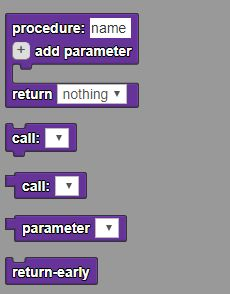 procedure: name
+ add parameter
return nothing ▼
call: ▼
call: ▼
parameter ▼
return-early